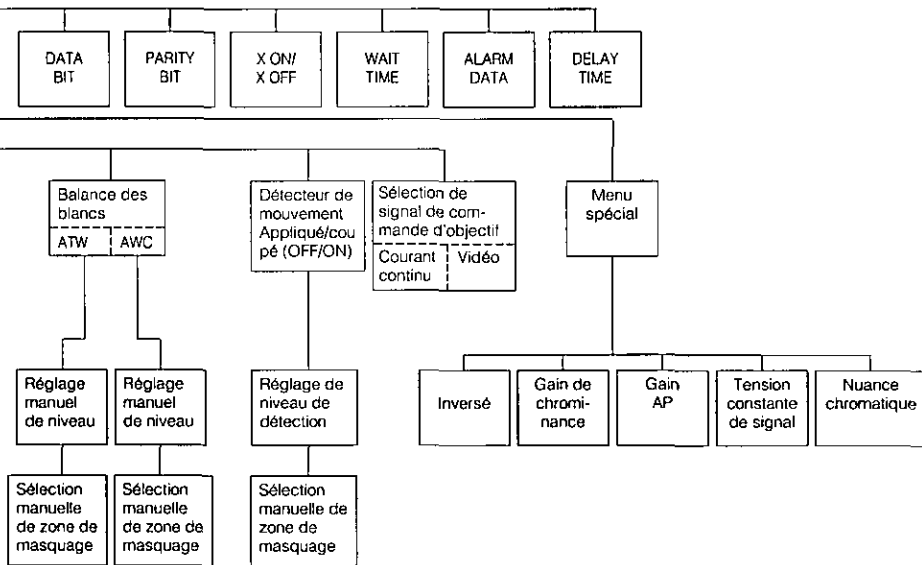 DATA
BIT
PARITY
BIT
X ON/
X OFF
WAIT
TIME
ALARM
DATA
DELAY
TIME
Balance des
blancs
ATW
AWC
Détecteur de
mouvement
Appliqué/cou
pé (OFF/ON)
Sélection de
signal de com-
mande d'objectif
Courant
continu
Vidéo
Menu
spécial
Réglage
manuel
de niveau
Réglage
manuel
de niveau
Réglage de
niveau de
détection
Inversé
Gain de
chromi-
nance
Gain
AP
Tension
constante
de signal
Nuance
chromatique
Sélection
manuelle
de zone de
masquage
Sélection
manuelle
de zone de
masquage
Sélection
manuelle de
zone de
masquage